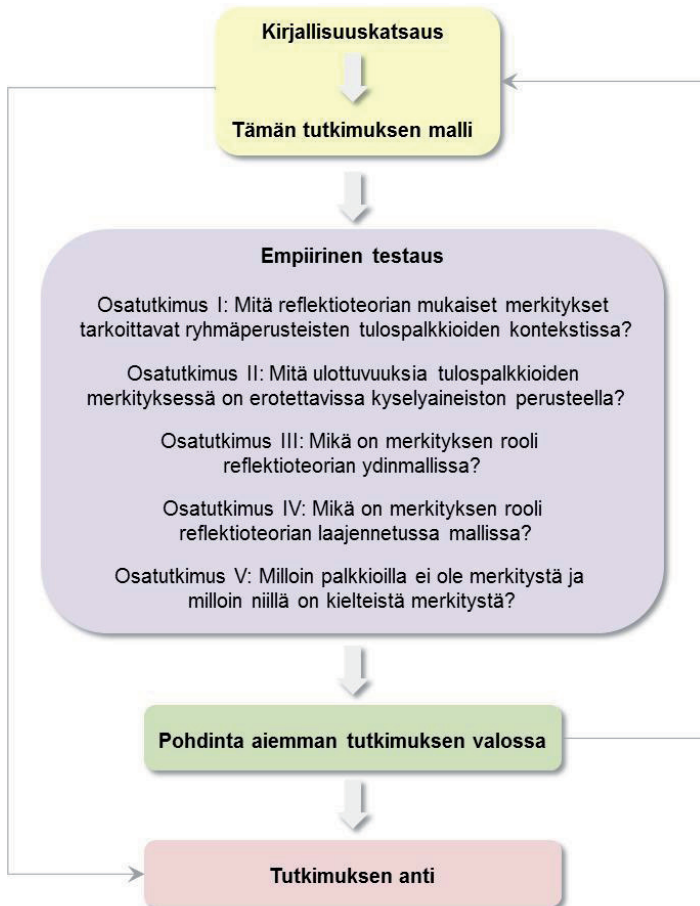 Kirjallisuuskatsaus
Tämän tutkimuksen malli
Empiirinen testaus
Osatutkimus I: Mitä reflektioteorian mukaiset merkitykset
tarkoittavat ryhmäperusteisten tulospalkkioiden kontekstissa?
Osatutkimus II: Mitä ulottuvuuksia tulospalkkioiden
merkityksessä on erotettavissa kyselyaineiston perusteella?
Osatutkimus III: Mikä on merkityksen rooli
reflektioteorian ydinmallissa?
Osatutkimus IV: Mikä on merkityksen rooli
reflektioteorian laajennetussa mallissa?
Osatutkimus V: Milloin palkkioilla ei ole merkitystä ja
milloin niillä on kielteistä merkitystä?
Pohdinta aiemman tutkimuksen valossa
Tutkimuksen anti